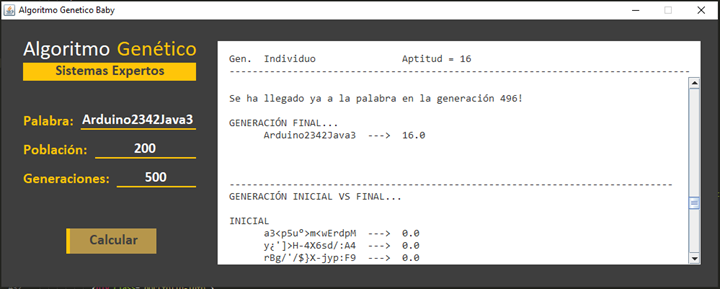 Algoritmo Genetico Baby
Algoritmo Genético
Sistemas Expertos
Palabra: Arduino2342Java3
Población: 200
Generaciones: 500
Calcular
Gen. Individuo Aptitud = 16
--------------------------------------------------------------------------------
Se ha llegado ya a la palabra en la generación 496!
GENERACIÓN FINAL...
Arduino2342Java3 ---> 16.0
--------------------------------------------------------------------------------
GENERACIÓN INICIAL VS FINAL...
INICIAL
a3<pSu°>m<wErdpM ---> 0.0
y¿']>H-4X6sd/:A4 ---> 0.0
rBg/'/$}X-jyp:F9 ---> 0.0